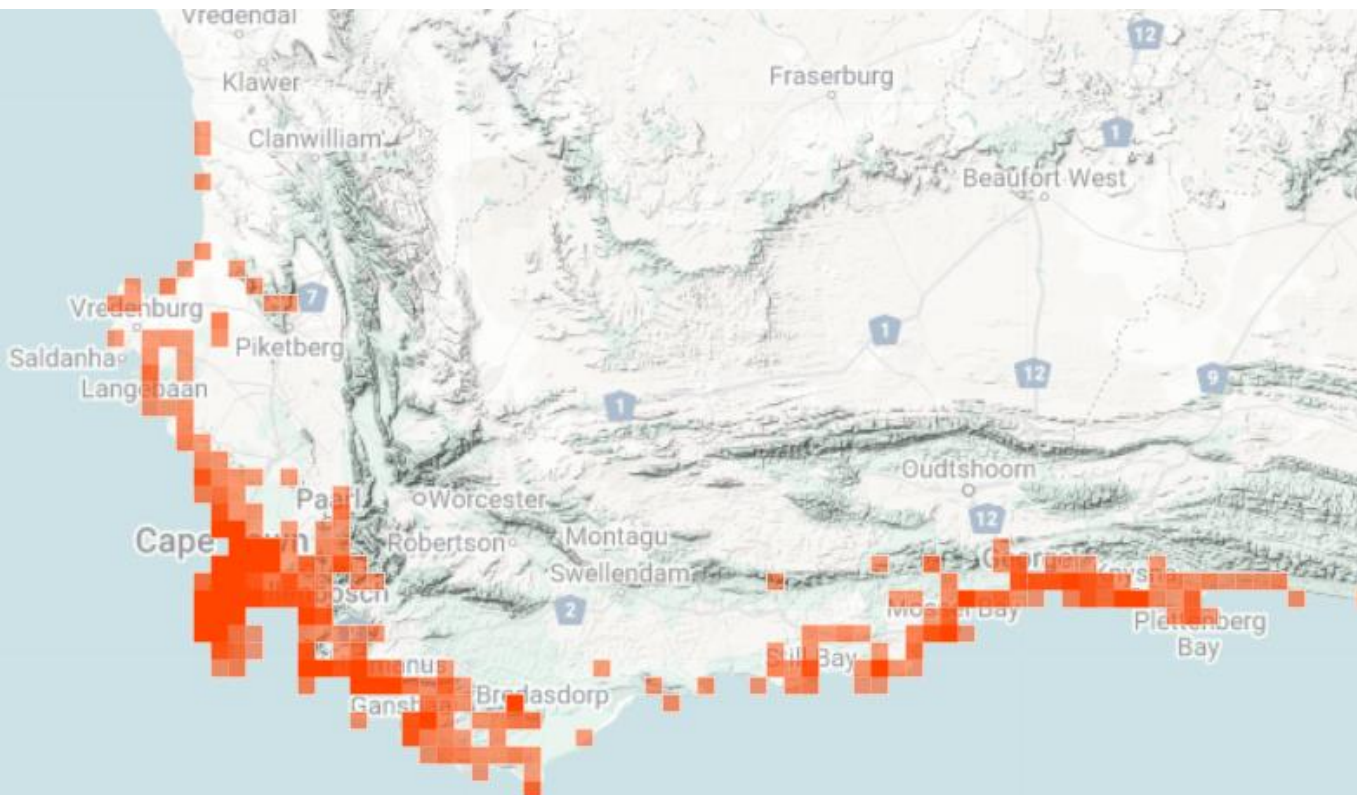 Vredendal
12
Klawer
Fraserburg
1
Clanwilliam
Beaufort West
7
Vredenburg
1
Piketberg
Saldanha
12
9
Langebaan
1
Oudtshoorn
Paarl
Worcester
12
Cape
Robertson
Montagu
Swellendam
2
Mossel Bay
Plettenberg
Bay
Still Bay
Bredasdorp